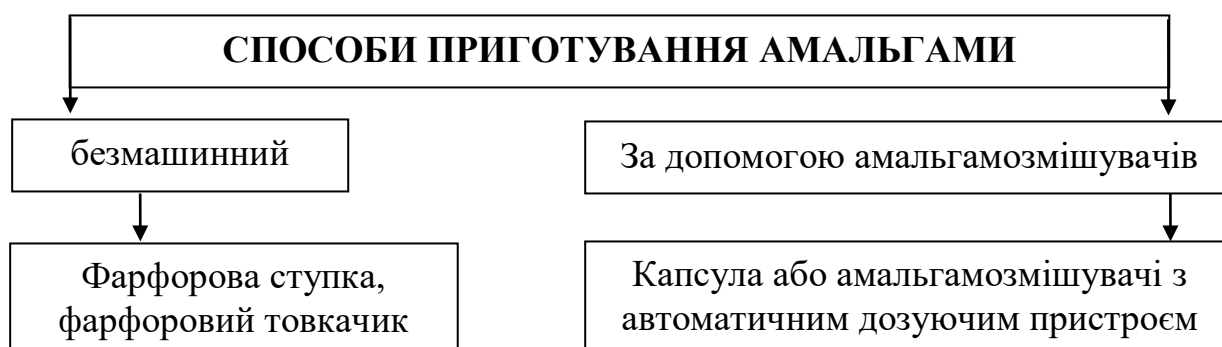 СПОСОБИ ПРИГОТУВАННЯ АМАЛЬГАМИ
безмашинний
За допомогою амальгамозмішувачів
Фарфорова ступка,
фарфоровий товкачик
Капсула або амальгамозмішувачі з
автоматичним дозуючим пристроєм